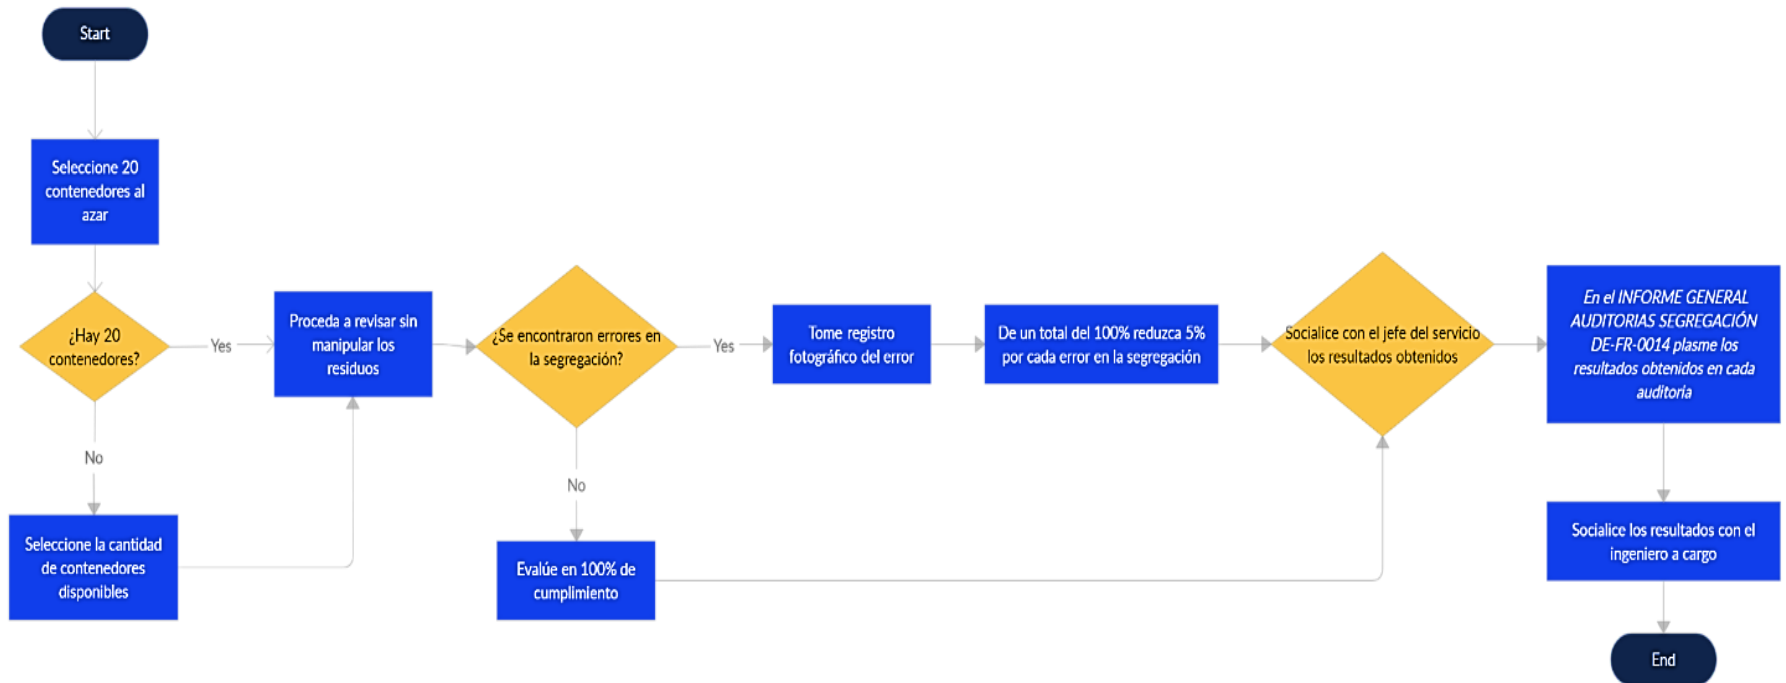 Start
Seleccione 20
contenedores al
azar
¿Hay 20
contenedores?
Yes
No
Seleccione la cantidad
de contenedores
disponibles
Proceda a revisar sin
manipular los
residuos
¿Se encontraron errores en
la segregación?
Yes
No
Evalúe en 100% de
cumplimiento
Tome registro
fotográfico del error
De un total del 100% reduzca 5%
por cada error en la segregación
Socialice con el jefe del servicio
los resultados obtenidos
En el INFORME GENERAL
AUDITORIAS SEGREGACIÓN
DE-FR-0014 plasme los
resultados obtenidos en cada
auditoria
Socialice los resultados con el
ingeniero a cargo
End